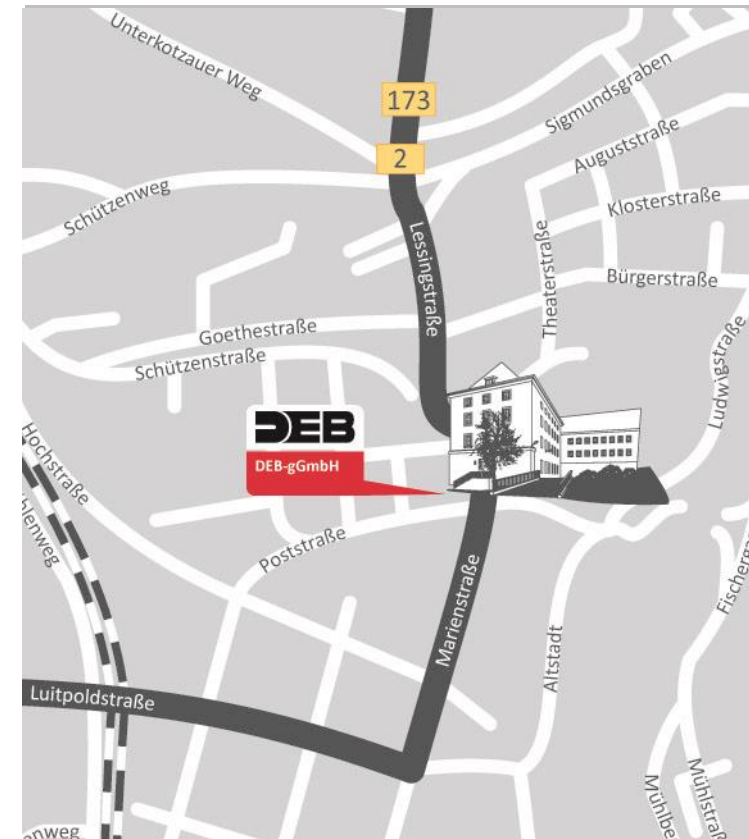 Unterkotzauer Weg
173
Sigmundsgraben
2
Auguststraße
Schützenweg
Klosterstraße
Lessingstraße
Theaterstraße
Bürgerstraße
Goethestraße
Schützenstraße
Ludwigstraße
DEB
DEB-gGmbH
Hochstraße
Poststraße
Marienstraße
Altstadt
Luitpoldstraße